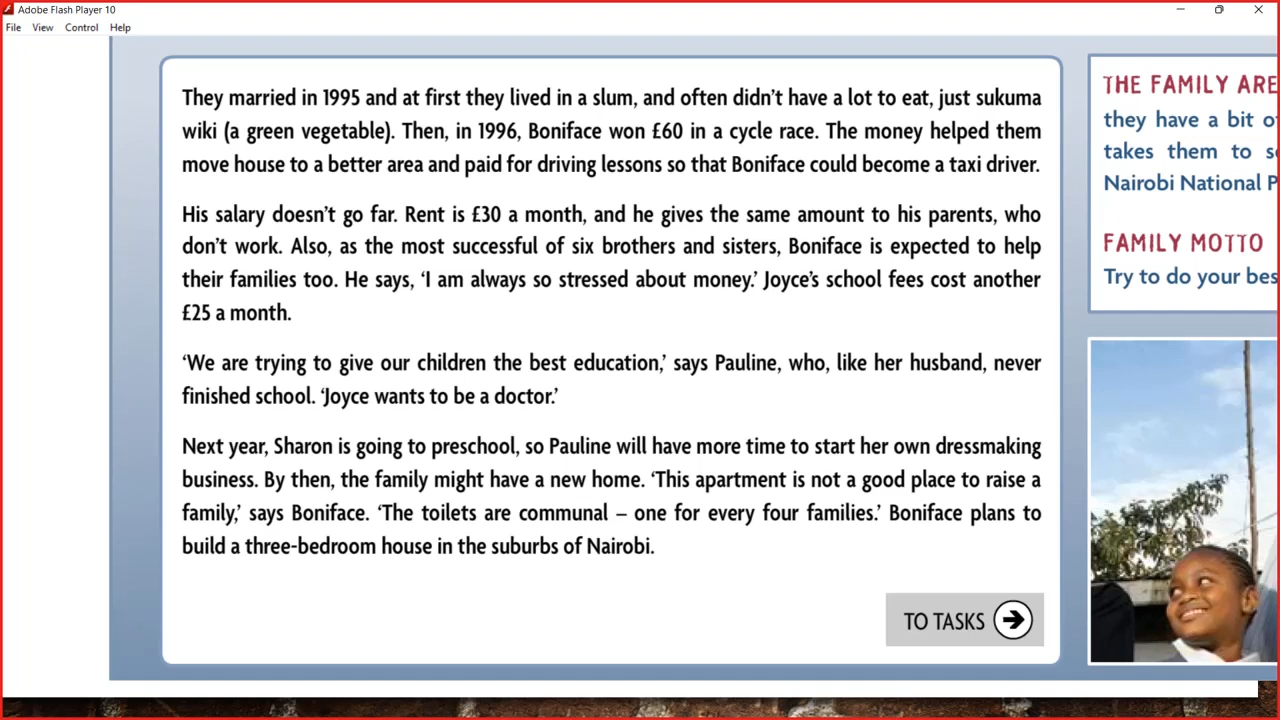 Adobe Flash Player 10
File View Control Help
They married in 1995 and at first they lived in a slum, and often didn’t have a lot to eat, just sukuma
wiki (a green vegetable). Then, in 1996, Boniface won £60 in a cycle race. The money helped them
move house to a better area and paid for driving lessons so that Boniface could become a taxi driver.
His salary doesn’t go far. Rent is £30 a month, and he gives the same amount to his parents, who
don’t work. Also, as the most successful of six brothers and sisters, Boniface is expected to help
their families too. He says, ‘I am always so stressed about money.’ Joyce’s school fees cost another
£25 a month.
‘We are trying to give our children the best education,’ says Pauline, who, like her husband, never
finished school. ‘Joyce wants to be a doctor.’
Next year, Sharon is going to preschool, so Pauline will have more time to start her own dressmaking
business. By then, the family might have a new home. ‘This apartment is not a good place to raise a
family,’ says Boniface. ‘The toilets are communal – one for every four families.’ Boniface plans to
build a three-bedroom house in the suburbs of Nairobi.
TO TASKS
THE FAMILY ARE
they have a bit
takes them to
Nairobi National
FAMILY MOTTO
Try to do your